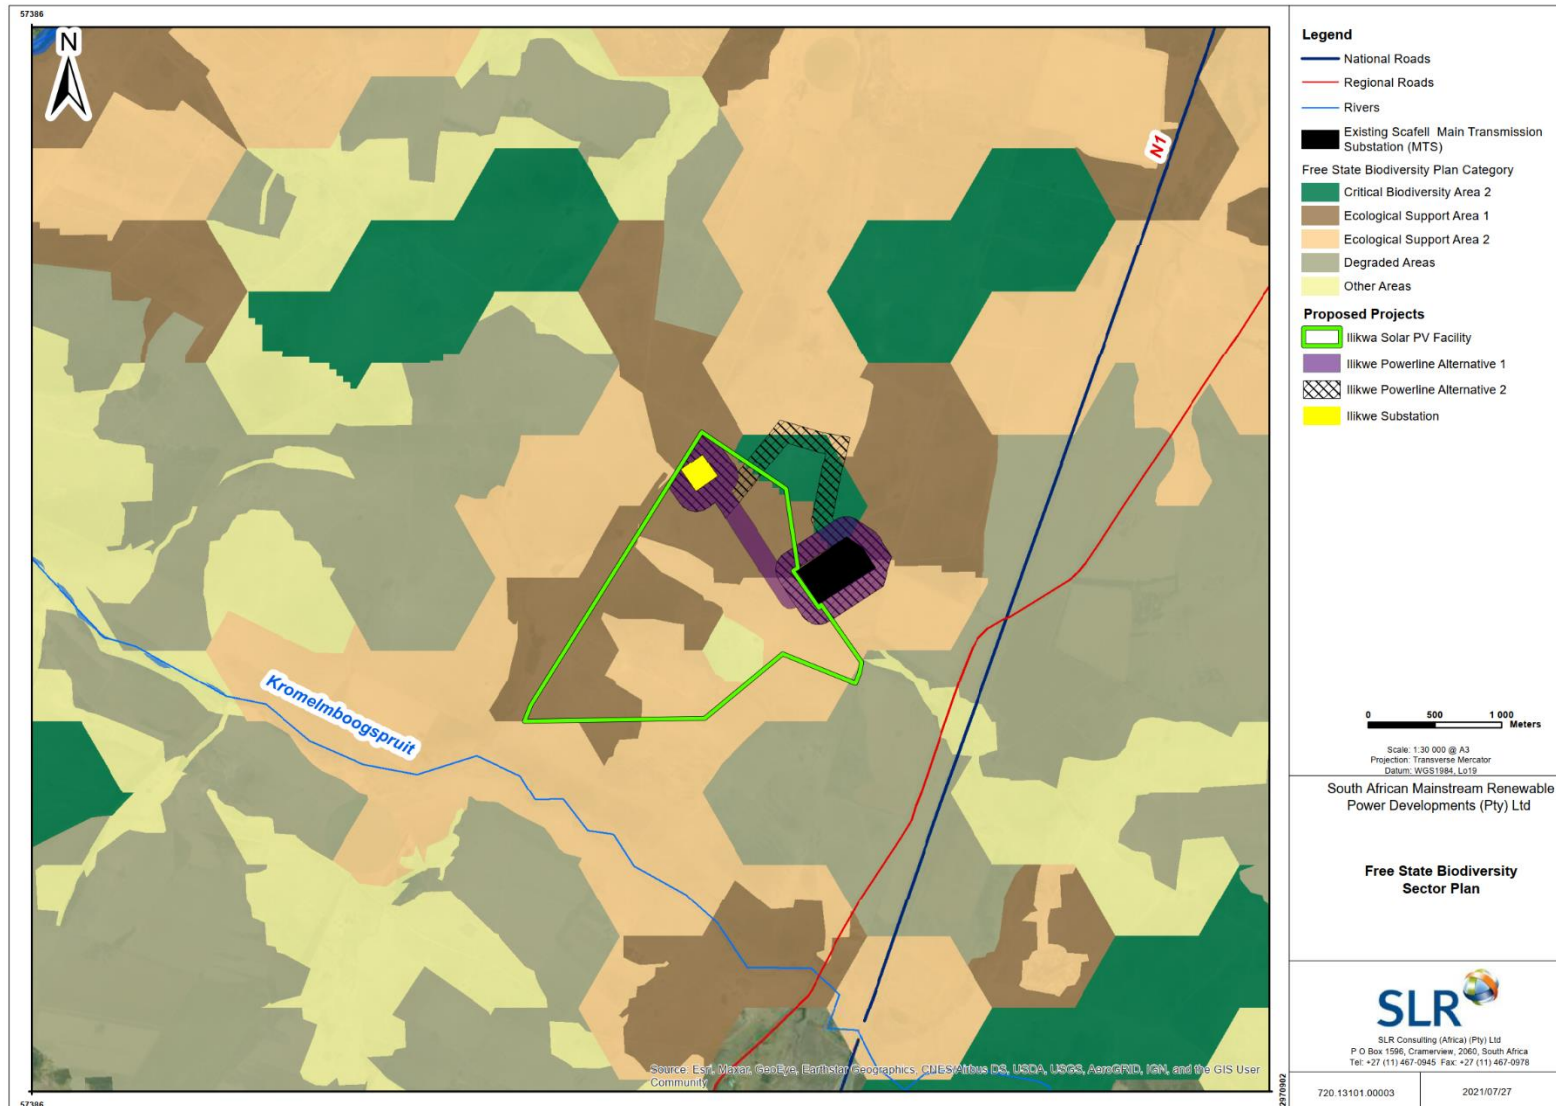 57386
N
N1
Kromelmboogspruit
Source: Esri, Maxar, GeoEye, Earthstar Geographics, CNES/Airbus DS, USDA, USGS, AeroGRID, IGN, and the GIS User
Community
57386
2970902
Legend
National Roads
Regional Roads
Rivers
Existing Scafell Main Transmission
Substation (MTS)
Free State Biodiversity Plan Category
Critical Biodiversity Area 2
Ecological Support Area 1
Ecological Support Area 2
Degraded Areas
Other Areas
Proposed Projects
Ilikwa Solar PV Facility
Ilikwe Powerline Alternative 1
Ilikwe Powerline Alternative 2
Ilikwe Substation
0 500 1 000
Meters
Scale: 1:30 000 @ A3
Projection: Transverse Mercator
Datum: WGS1984, Lo19
South African Mainstream Renewable
Power Developments (Pty) Ltd
Free State Biodiversity
Sector Plan
SLR
SLR Consulting (Africa) (Pty) Ltd
P O Box 1596, Cramerview, 2060, South Africa
Tel: +27 (11) 467-0945 Fax: +27 (11) 467-0978
720.13101.00003
2021/07/27